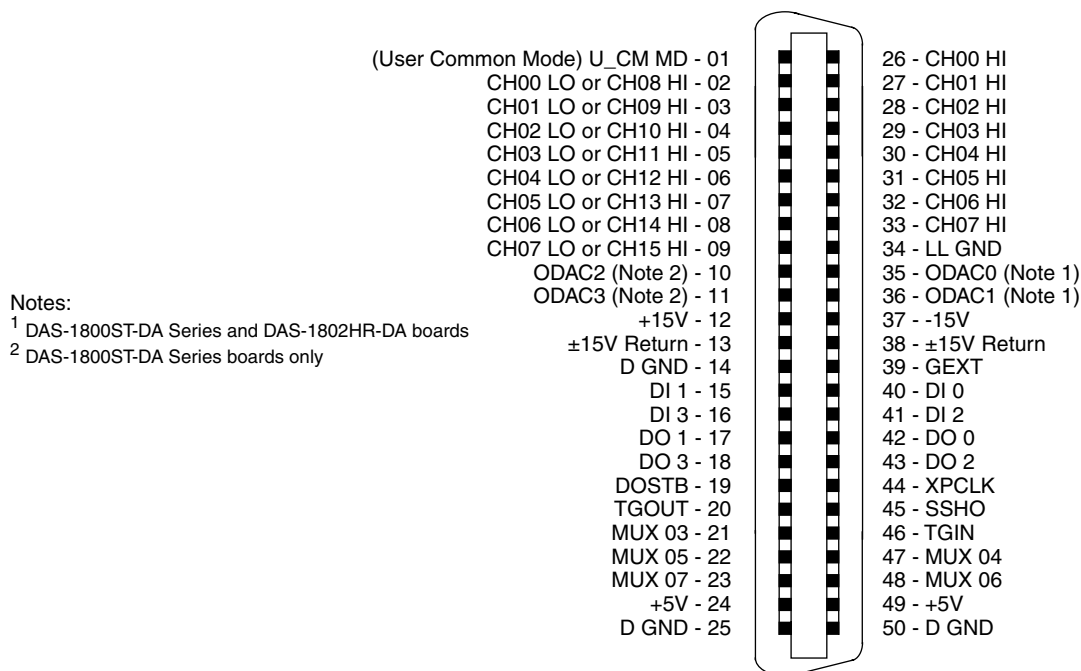 (User Common Mode) U_CM MD - 01
CH00 LO or CH08 HI - 02
CH01 LO or CH09 HI - 03
CH02 LO or CH10 HI - 04
CH03 LO or CH11 HI - 05
CH04 LO or CH12 HI - 06
CH05 LO or CH13 HI - 07
CH06 LO or CH14 HI - 08
CH07 LO or CH15 HI - 09
ODAC2 (Note 2) - 10
ODAC3 (Note 2) - 11
+15V - 12
±15V Return - 13
D GND - 14
DI 1 - 15
DI 3 - 16
DO 1 - 17
DO 3 - 18
DOSTB - 19
TGOUT - 20
MUX 03 - 21
MUX 05 - 22
MUX 07 - 23
+5V - 24
D GND - 25
26 - CH00 HI
27 - CH01 HI
28 - CH02 HI
29 - CH03 HI
30 - CH04 HI
31 - CH05 HI
32 - CH06 HI
33 - CH07 HI
34 - LL GND
35 - ODAC0 (Note 1)
36 - ODAC1 (Note 1)
37 - -15V
38 - ±15V Return
39 - GEXT
40 - DI 0
41 - DI 2
42 - DO 0
43 - DO 2
44 - XPCLK
45 - SSHO
46 - TGIN
47 - MUX 04
48 - MUX 06
49 - +5V
50 - D GND
Notes:
1 DAS-1800ST-DA Series and DAS-1802HR-DA boards
2 DAS-1800ST-DA Series boards only